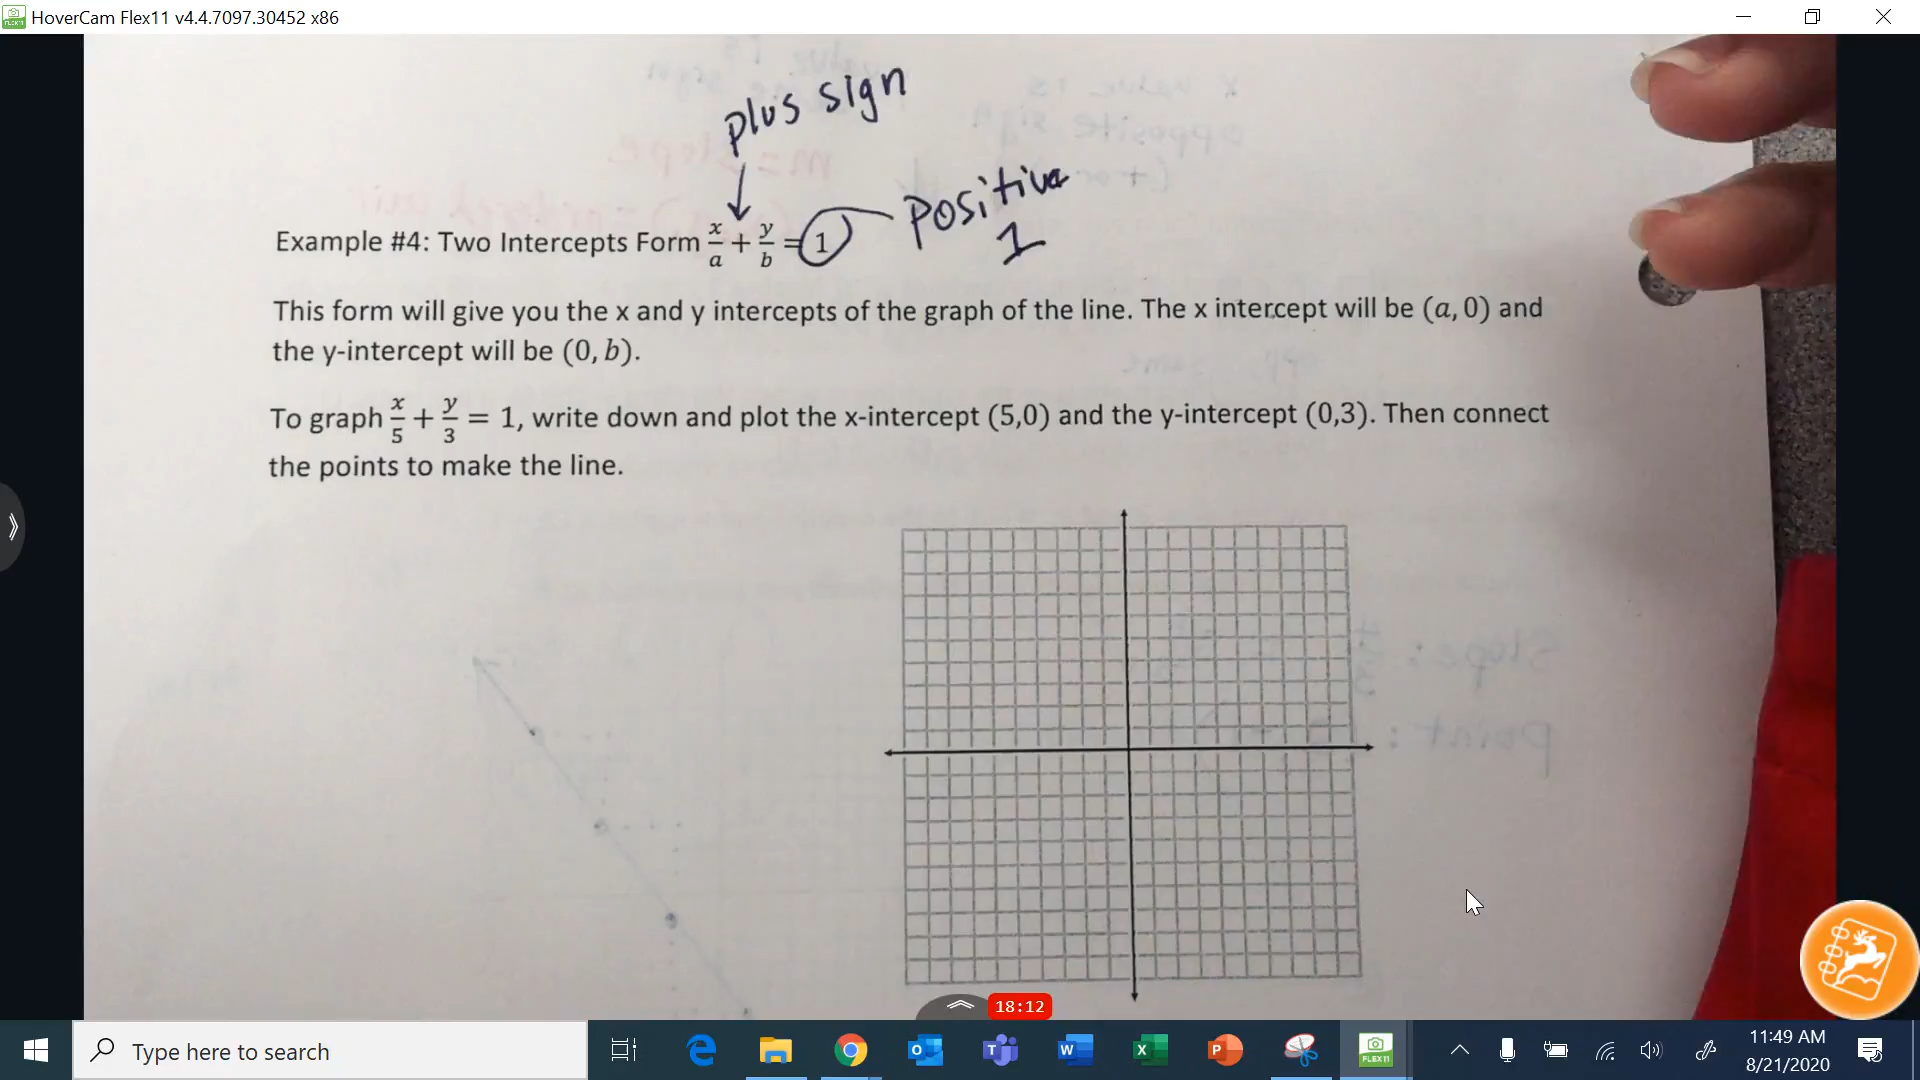 HoverCam Flex11 v4.4.7097.30452 x86
plus sign
positive
1
Example #4: Two Intercepts Form x/a + y/b = 1
This form will give you the x and y intercepts of the graph of the line. The x intercept will be (a, 0) and
the y-intercept will be (0, b).
To graph x/5 + y/3 = 1, write down and plot the x-intercept (5,0) and the y-intercept (0,3). Then connect
the points to make the line.
18:12
Type here to search
FLEX11
11:49 AM
8/21/2020